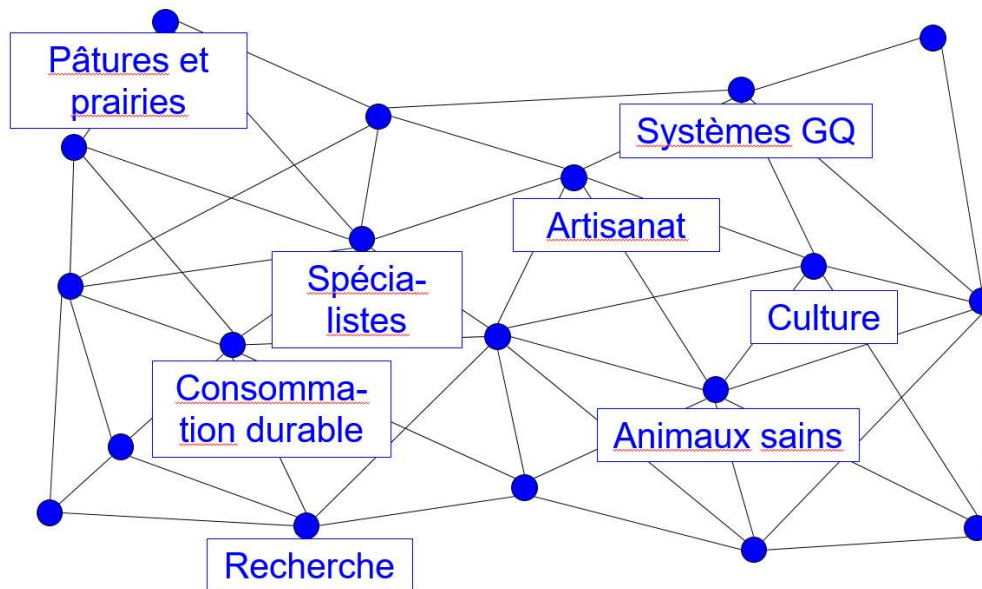 Pâtures et
prairies
Systèmes GQ
Artisanat
Spécia-
listes
Culture
Consomma-
tion durable
Animaux sains
Recherche